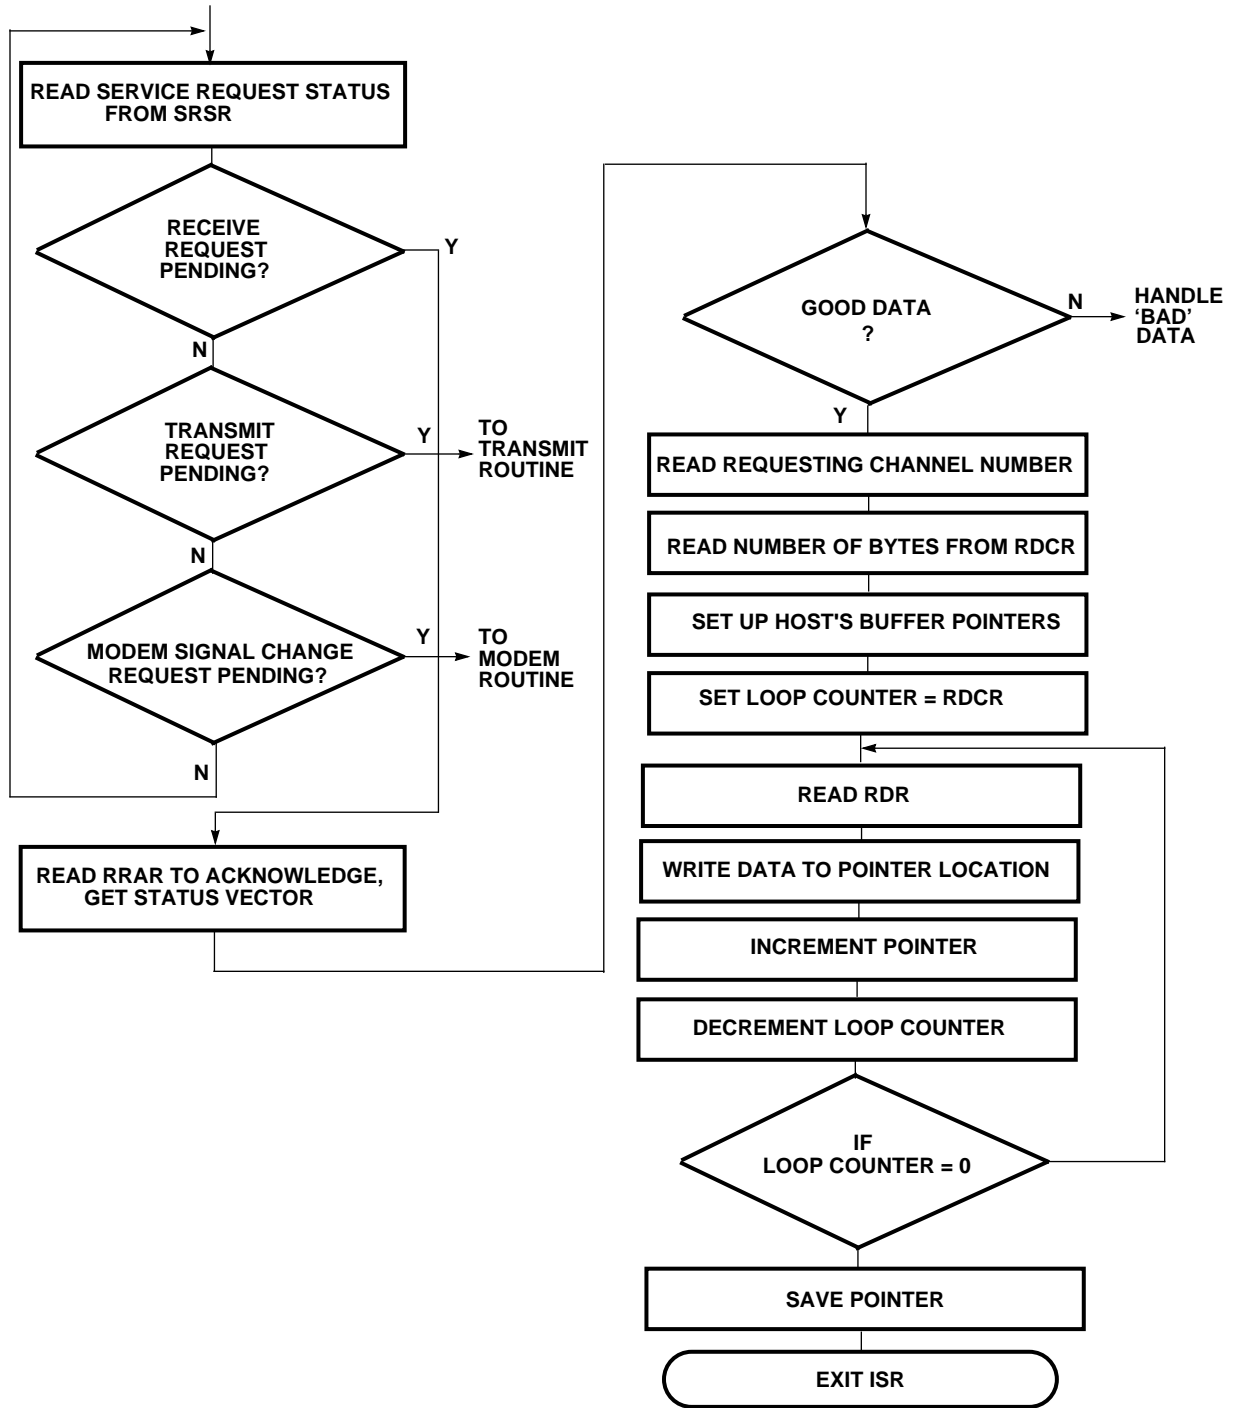 READ SERVICE REQUEST STATUS
FROM SRSR
RECEIVE
REQUEST
PENDING?
Y
N
TRANSMIT
REQUEST
PENDING?
Y
TO
TRANSMIT
ROUTINE
N
MODEM SIGNAL CHANGE
REQUEST PENDING?
Y
TO
MODEM
ROUTINE
N
READ RRAR TO ACKNOWLEDGE,
GET STATUS VECTOR
GOOD DATA
?
N
HANDLE
‘BAD’
DATA
Y
READ REQUESTING CHANNEL NUMBER
READ NUMBER OF BYTES FROM RDCR
SET UP HOST'S BUFFER POINTERS
SET LOOP COUNTER = RDCR
READ RDR
WRITE DATA TO POINTER LOCATION
INCREMENT POINTER
DECREMENT LOOP COUNTER
IF
LOOP COUNTER = 0
SAVE POINTER
EXIT ISR